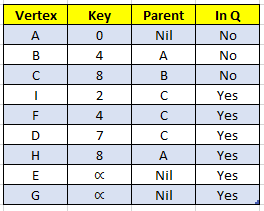 Vertex Key Parent In Q
A 0 Nil No
B 4 A No
C 8 B No
I 2 C Yes
F 4 C Yes
D 7 C Yes
H 8 A Yes
E ∝ Nil Yes
G ∝ Nil Yes